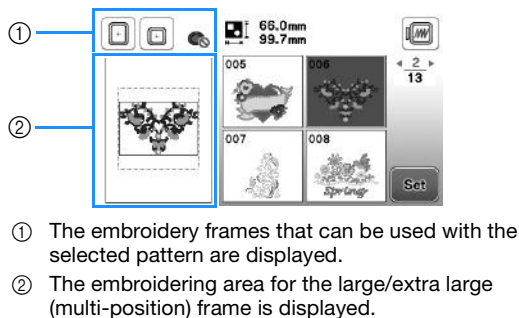 ①
②
66.0mm
99.7mm
005
006
007
008
Spring
2
13
Set
① The embroidery frames that can be used with the
selected pattern are displayed.
② The embroidering area for the large/extra large
(multi-position) frame is displayed.